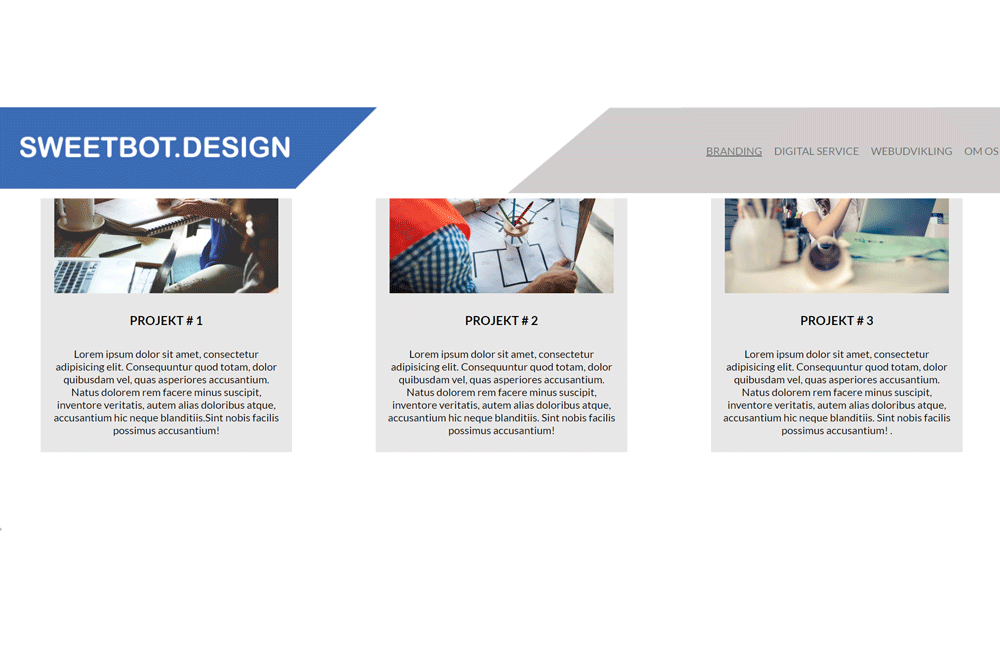 SWEETBOT.DESIGN
BRANDING DIGITAL SERVICE WEBUDVIKLING OM OS
PROJEKT # 1
Lorem ipsum dolor sit amet, consectetur
adipisicing elit. Consequuntur quod totam, dolor
quibusdam vel, quas asperiores accusantium.
Natus dolorem rem facere minus suscipit,
inventore veritatis, autem alias doloribus atque,
accusantium hic neque blanditiis.Sint nobis facilis
possimus accusantium!
PROJEKT # 2
Lorem ipsum dolor sit amet, consectetur
adipisicing elit. Consequuntur quod totam, dolor
quibusdam vel, quas asperiores accusantium.
Natus dolorem rem facere minus suscipit,
inventore veritatis, autem alias doloribus atque,
accusantium hic neque blanditiis. Sint nobis facilis
possimus accusantium!
PROJEKT # 3
Lorem ipsum dolor sit amet, consectetur
adipisicing elit. Consequuntur quod totam, dolor
quibusdam vel, quas asperiores accusantium.
Natus dolorem rem facere minus suscipit,
inventore veritatis, autem alias doloribus atque,
accusantium hic neque blanditiis. Sint nobis facilis
possimus accusantium! .